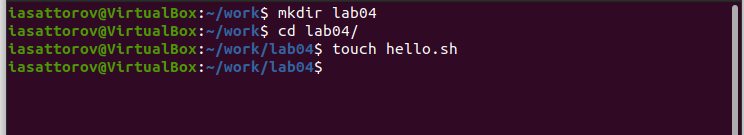 iasattorov@VirtualBox:~/work$ mkdir lab04
iasattorov@VirtualBox:~/work$ cd lab04/
iasattorov@VirtualBox:~/work/lab04$ touch hello.sh
iasattorov@VirtualBox:~/work/lab04$